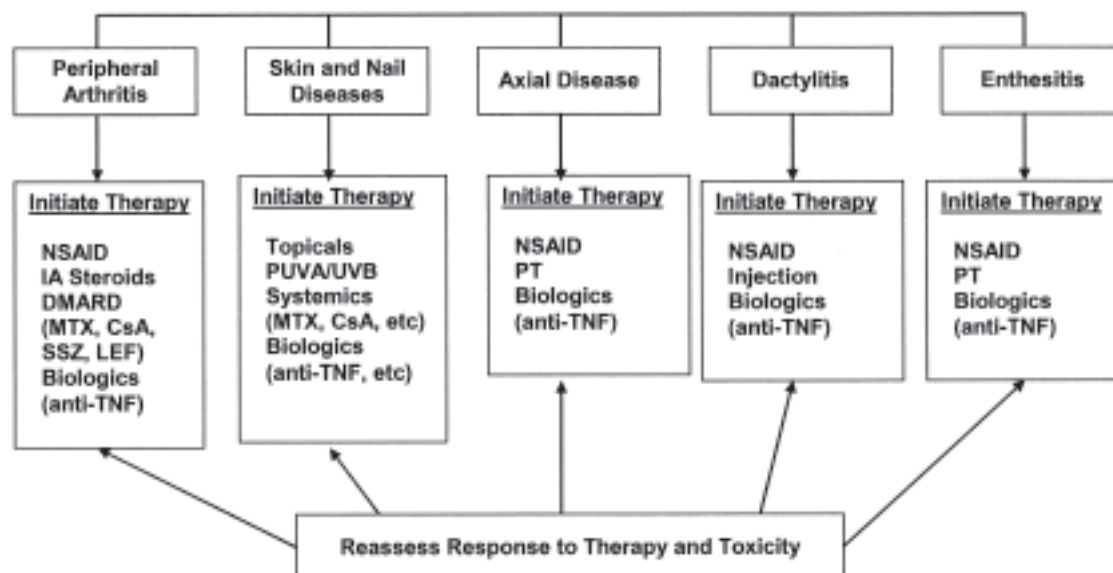 Peripheral
Arthritis
Skin and Nail
Diseases
Axial Disease
Dactylitis
Enthesitis
Initiate Therapy
NSAID
IA Steroids
DMARD
(MTX, CsA,
SSZ, LEF)
Biologics
(anti-TNF)
Initiate Therapy
Topicals
PUVA/UVB
Systemics
(MTX, CsA, etc)
Biologics
(anti-TNF, etc)
Initiate Therapy
NSAID
PT
Biologics
(anti-TNF)
Initiate Therapy
NSAID
Injection
Biologics
(anti-TNF)
Initiate Therapy
NSAID
PT
Biologics
(anti-TNF)
Reassess Response to Therapy and Toxicity